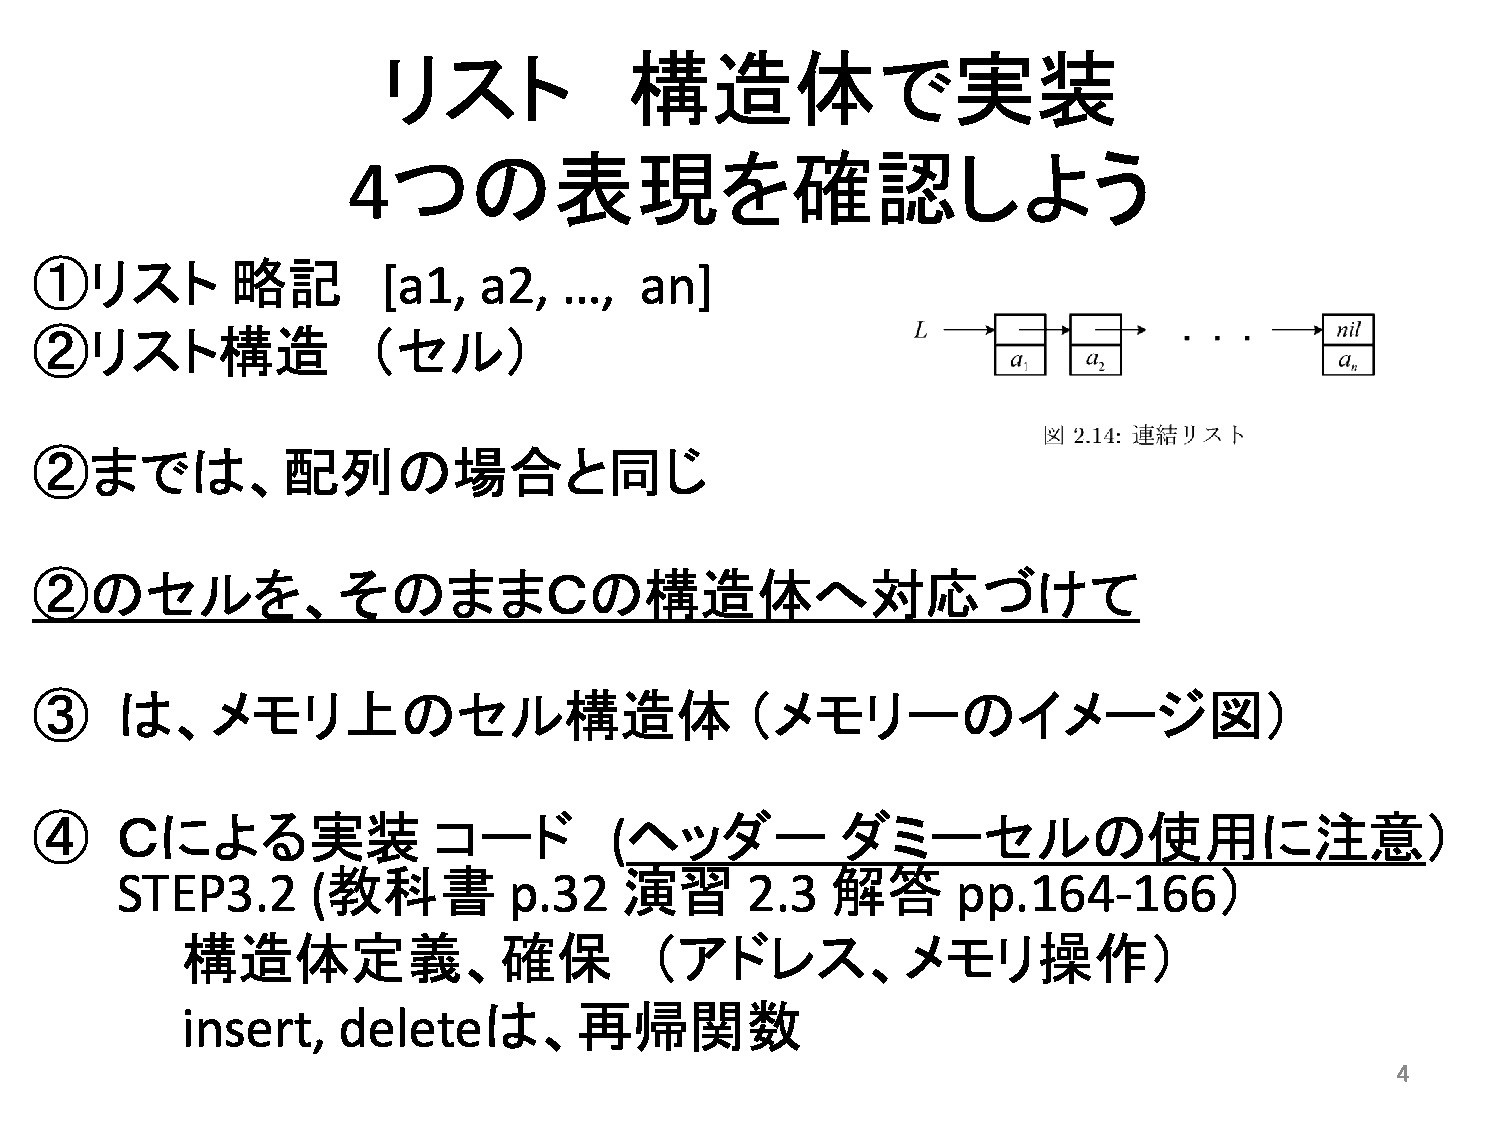 リスト　構造体で実装
4つの表現を確認しよう
①リスト 略記　[a1, a2, …,  an]
②リスト構造　（セル）
L
nil
a1
a2
. . .
an
図 2.14: 連結リスト
②までは、配列の場合と同じ
②のセルを、そのままCの構造体へ対応づけて
③　は、メモリ上のセル構造体（メモリーのイメージ図）
④　Cによる実装 コード　(ヘッダー ダミーセルの使用に注意）
STEP3.2 (教科書 p.32 演習 2.3 解答 pp.164-166）
構造体定義、確保　（アドレス、メモリ操作）
insert, deleteは、再帰関数
4